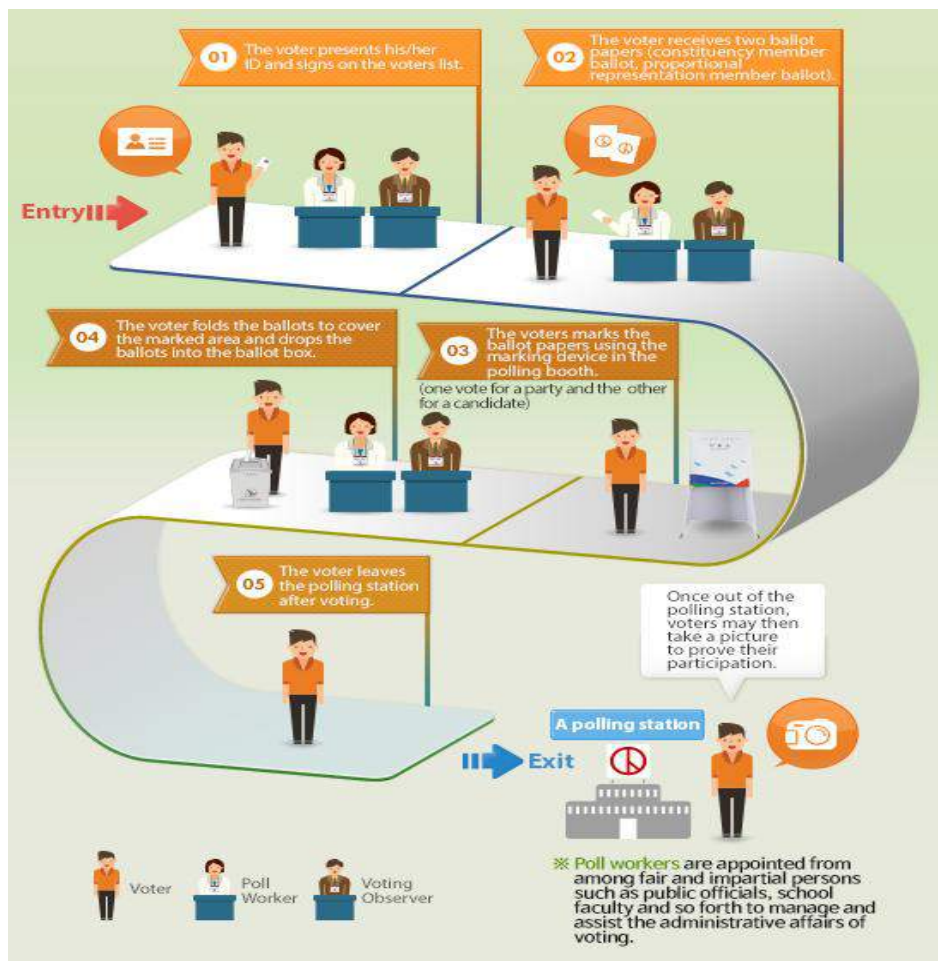 01
The voter presents his/her
ID and signs on the voters list.
02
The voter receives two ballot
papers (constituency member
ballot, proportional
representation member ballot).
Entry
04
The voter folds the ballots to cover
the marked area and drops the
ballots into the ballot box.
03
The voters marks the
ballot papers using the
marking device in the
polling booth.
(one vote for a party and the other
for a candidate)
05
The voter leaves
the polling station
after voting.
Once out of the
polling station,
voters may then
take a picture
to prove their
participation.
A polling station
Exit
Voter
Poll
Worker
Voting
Observer
※ Poll workers are appointed from
among fair and impartial persons
such as public officials, school
faculty and so forth to manage and
assist the administrative affairs of
voting.